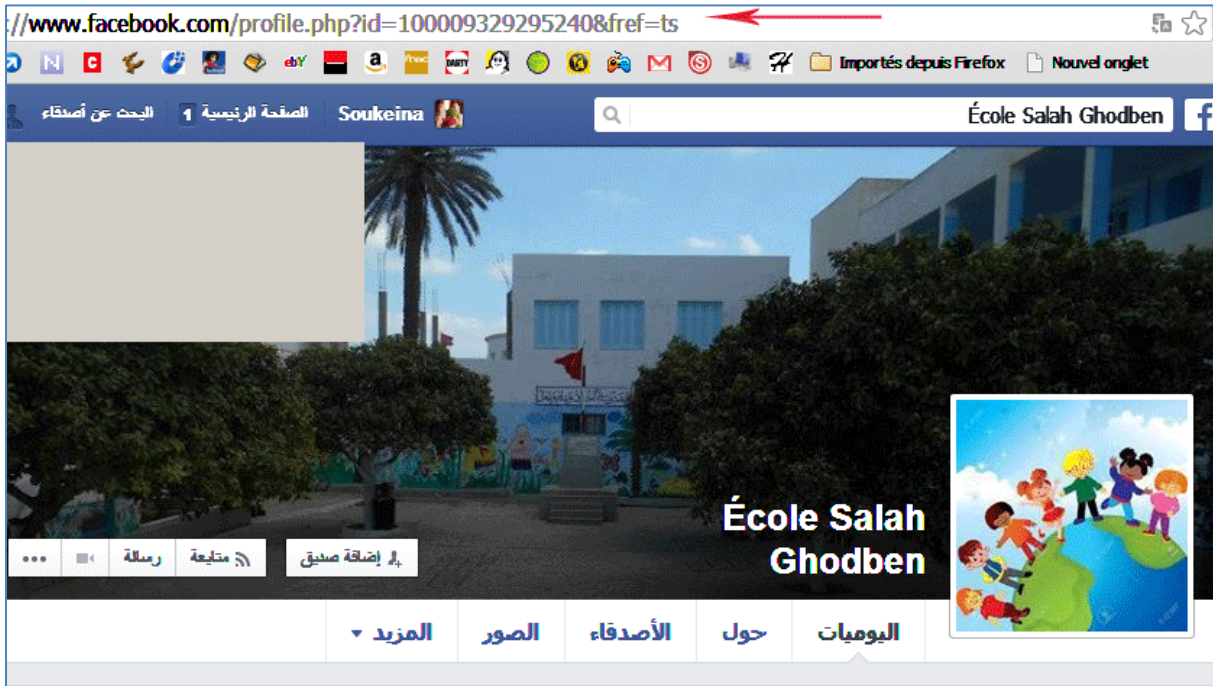 ://www.facebook.com/profile.php?id=100009329295240&fref=ts
Importés depuis Firefox
Nouvel onglet
École Salah Ghodben
Soukeina
الصفحة الرئيسية 1
البحث عن أصدقاء
École Salah
Ghodben
إضافة صديق
متابعة
رسالة
اليوميات
حول
الأصدقاء
الصور
المزيد